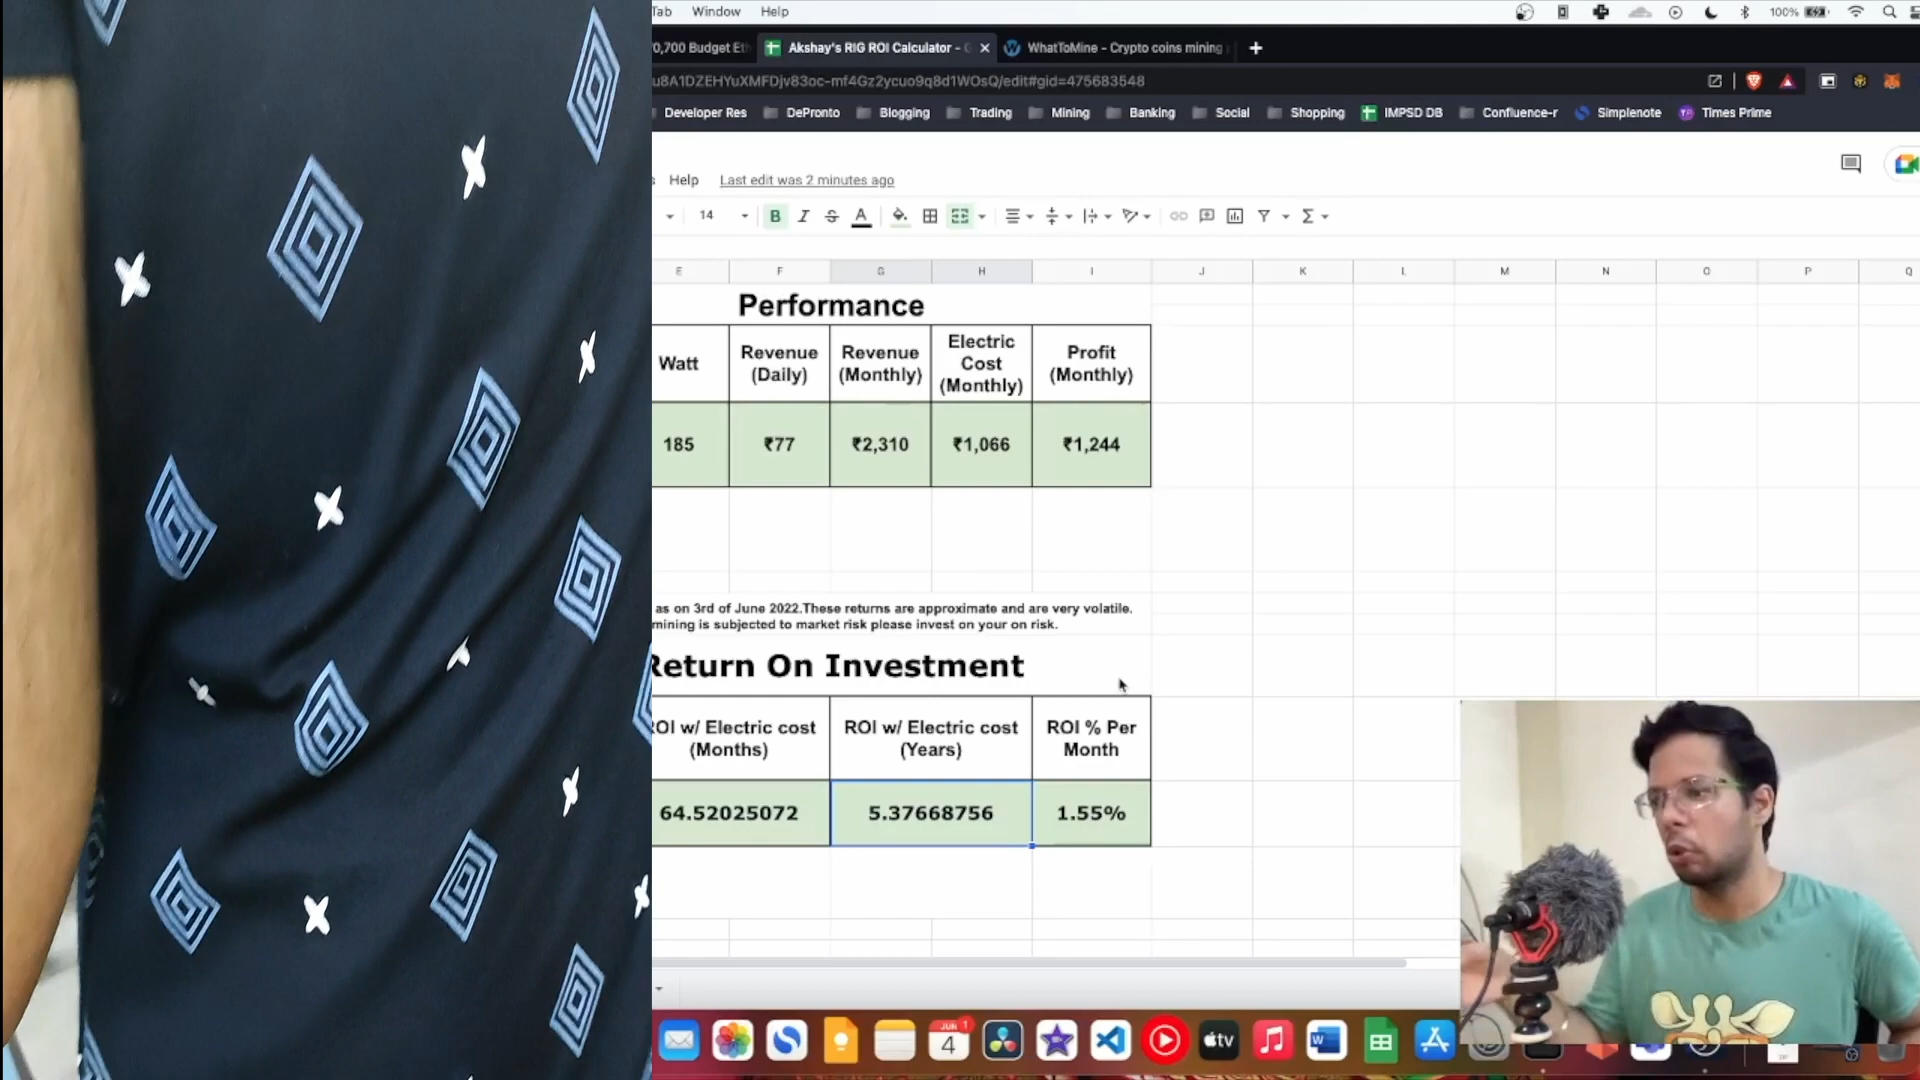 Tab Window Help
100%
0,700 Budget Eth
Akshay's RIG ROI Calculator - G
WhatToMine - Crypto coins mining
u8A1DZEHYuXMFDjv83oc-mf4Gz2ycuo9q8d1WOsQ/edit#gid=475683548
Developer Res DePronto Blogging Trading Mining Banking Social Shopping IMPSD DB Confluence-r Simplenote Times Prime
Help Last edit was 2 minutes ago
14 B I S A
E F G H I J K L M N O P Q
Performance
Watt
Revenue (Daily)
Revenue (Monthly)
Electric Cost (Monthly)
Profit (Monthly)
185 ₹77 ₹2,310 ₹1,066 ₹1,244
as on 3rd of June 2022.These returns are approximate and are very volatile.
mining is subjected to market risk please invest on your on risk.
Return On Investment
ROI w/ Electric cost (Months)
ROI w/ Electric cost (Years)
ROI % Per Month
64.52025072 5.37668756 1.55%
JUN 1
4
tv
W